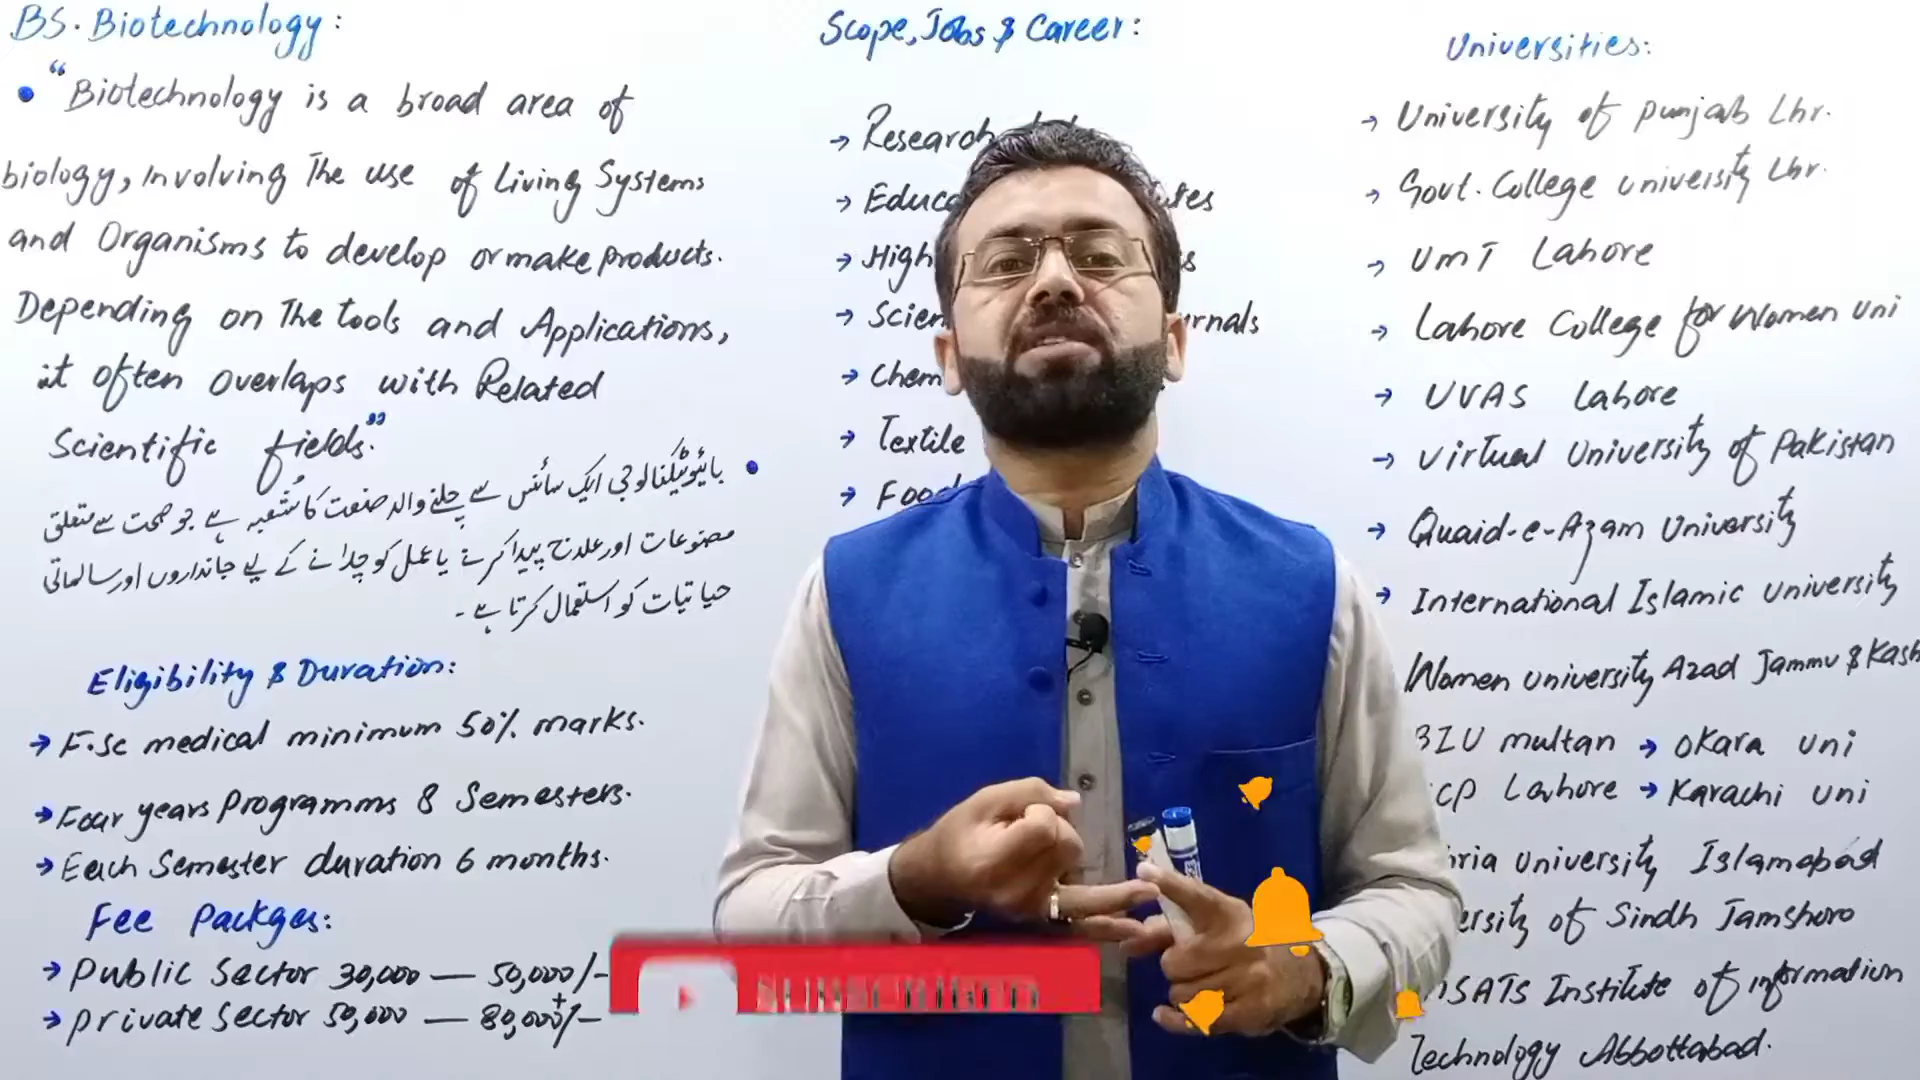 BS. Biotechnology:
"Biotechnology is a broad area of
biology, involving The use of Living Systems
and Organisms to develop or make Products.
Depending on The tools and Applications,
it often overlaps with Related
Scientific fields."
بائیوٹیکنالوجی ایک سائنس سے چلنے والہ صنعت کا شُعبہ ہے جو صحت سے متعلق
مصنوعات اور علاج پیدا کرنے یا عمل کو چلانے کے لیے جانداروں اور سالماتی
حیاتیات کو استعمال کرتا ہے -
Eligibility & Duration:
→ F.sc medical minimum 50% marks.
→ Four years Programms 8 Semesters.
→ Each Semester duration 6 months.
Fee Packges:
→ Public Sector 30,000 — 50,000/-
→ Private Sector 50,000 — 80,000+/-
Scope, Jobs & Career:
→ Research
→
→ High
→
→
→ Textile
→ Food
Universities:
→ University of Punjab Lhr.
→ Govt. College university Lhr.
→ UMT Lahore
→ Lahore College for Women Uni
→ UVAS Lahore
→ Virtual University of Pakistan
→ Quaid-e-Azam University
→ International Islamic University
Women university Azad Jammu & Kash
multan → Okara uni
CP Lahore → Karachi uni
university Islamabad
of Sindh Jamshoro
Institute of information
Technology Abbottabad.